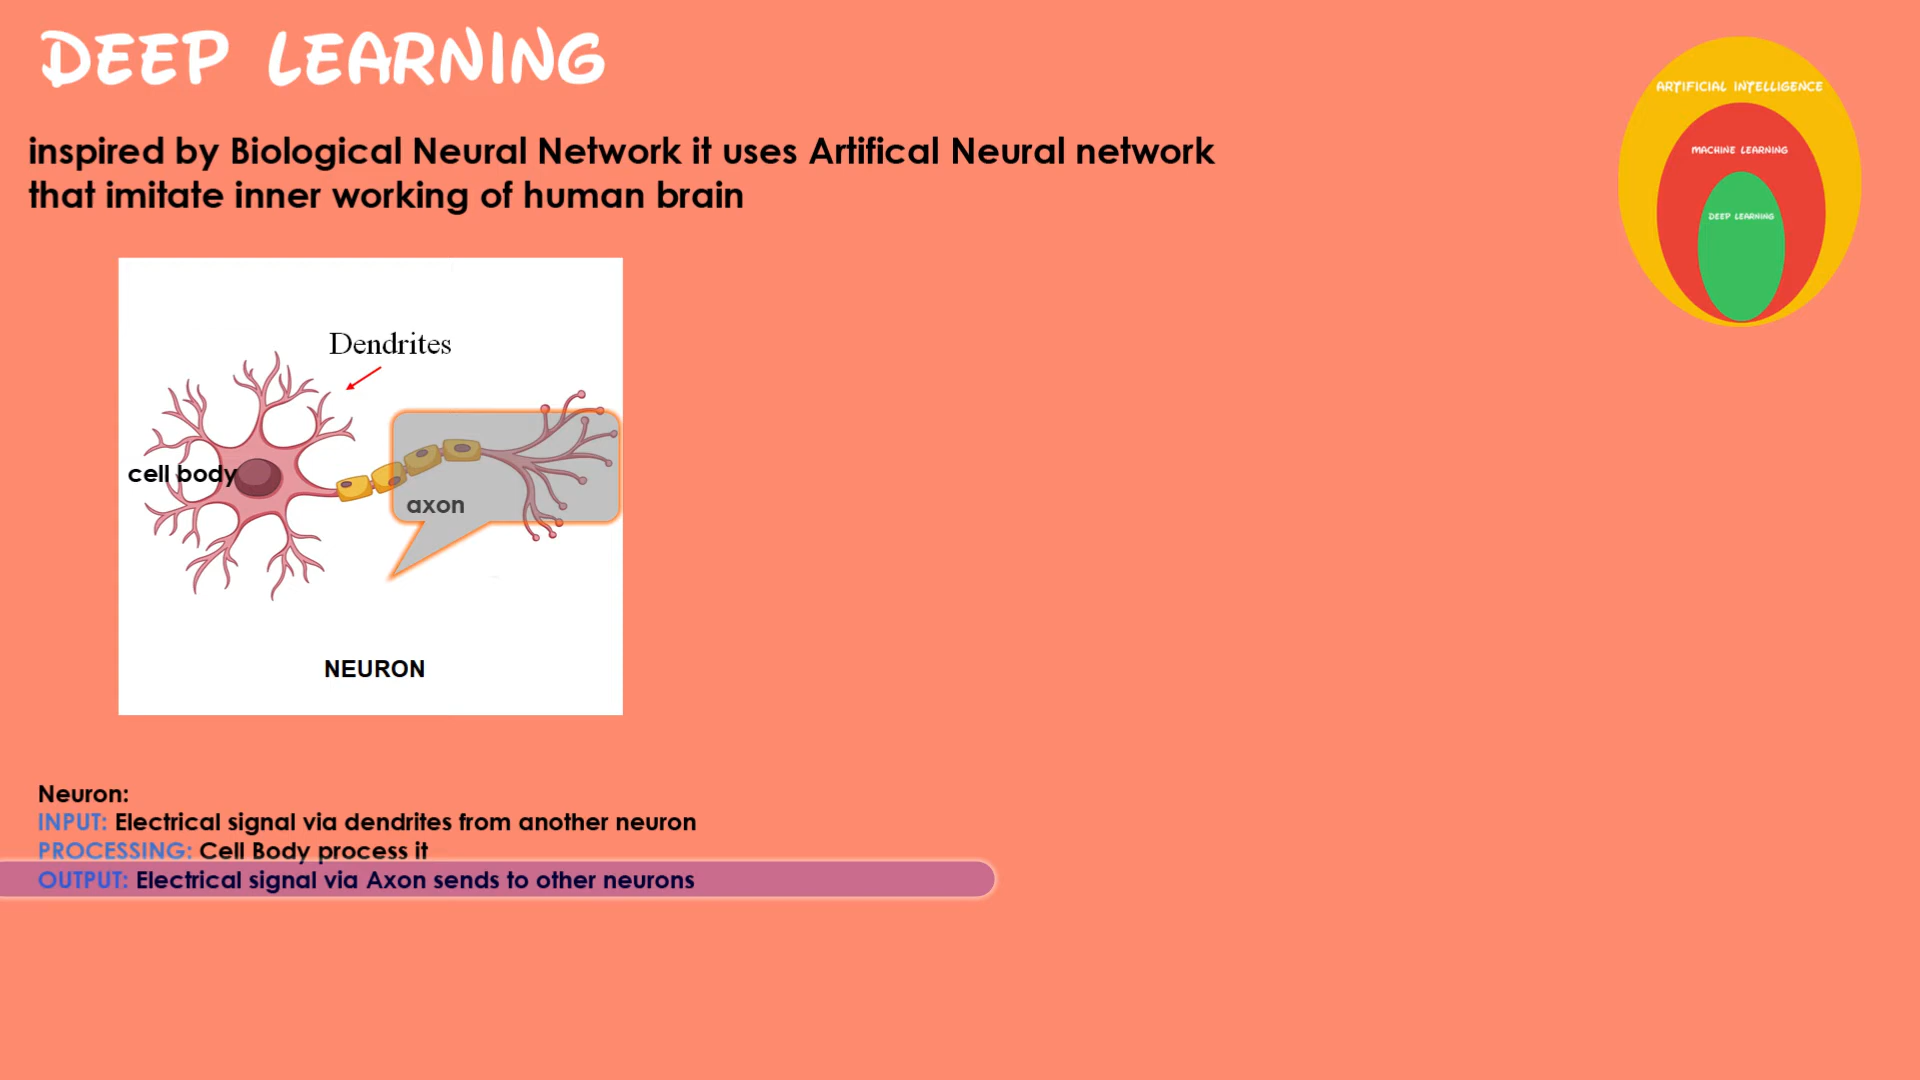 DEEP LEARNING
ARTIFICIAL INTELLIGENCE
MACHINE LEARNING
DEEP LEARNING
inspired by Biological Neural Network it uses Artifical Neural network
that imitate inner working of human brain
Dendrites
cell body
axon
NEURON
Neuron:
INPUT: Electrical signal via dendrites from another neuron
PROCESSING: Cell Body process it
OUTPUT: Electrical signal via Axon sends to other neurons